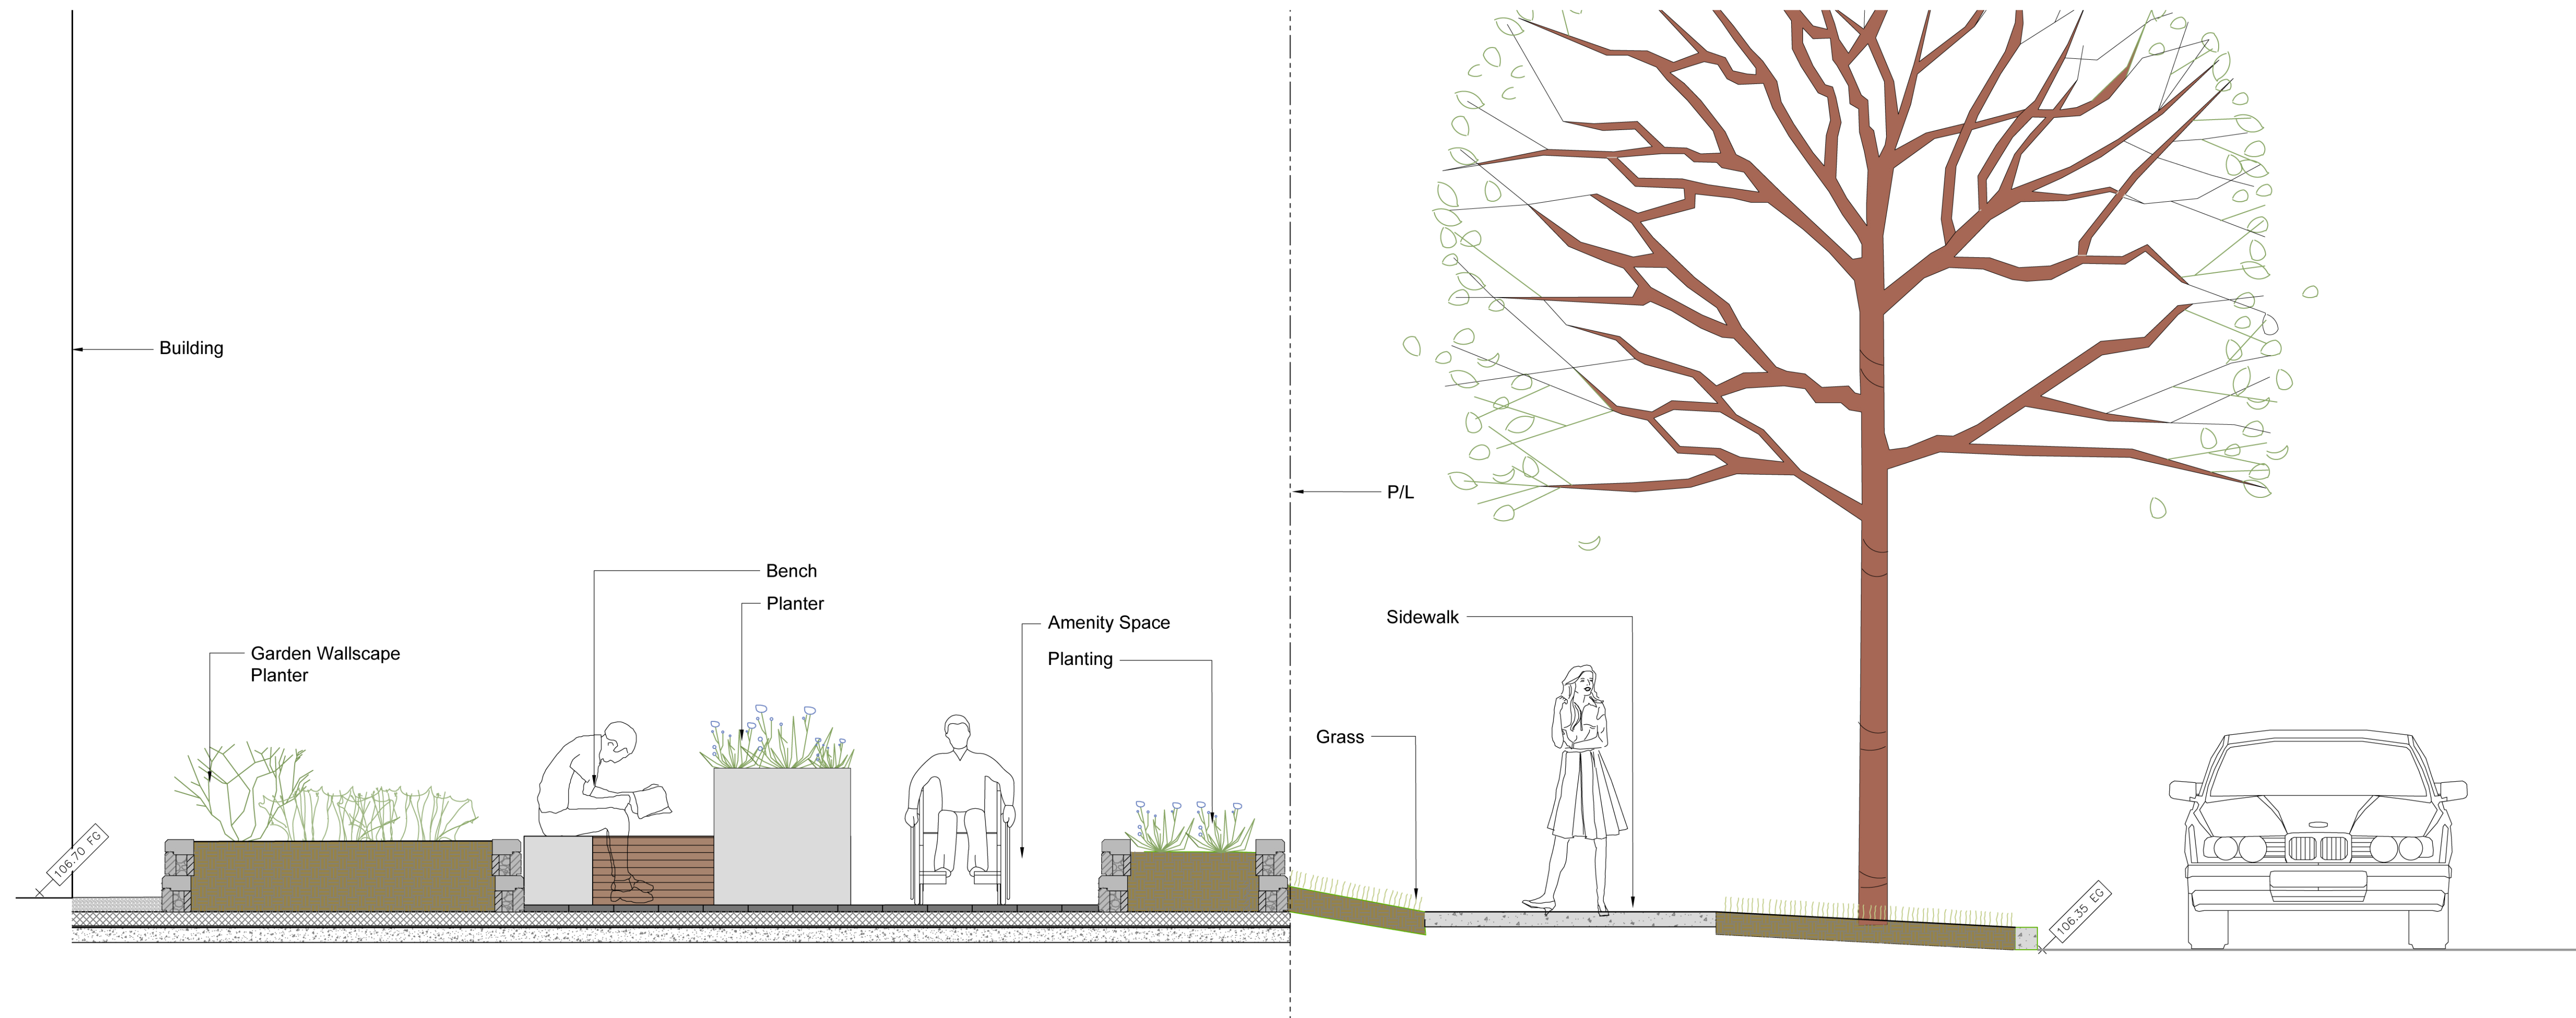 Building
P/L
Bench
Planter
Sidewalk
Amenity Space
Garden Wallscape
Planter
Planting
Grass
106.70 FG
106.35 EG